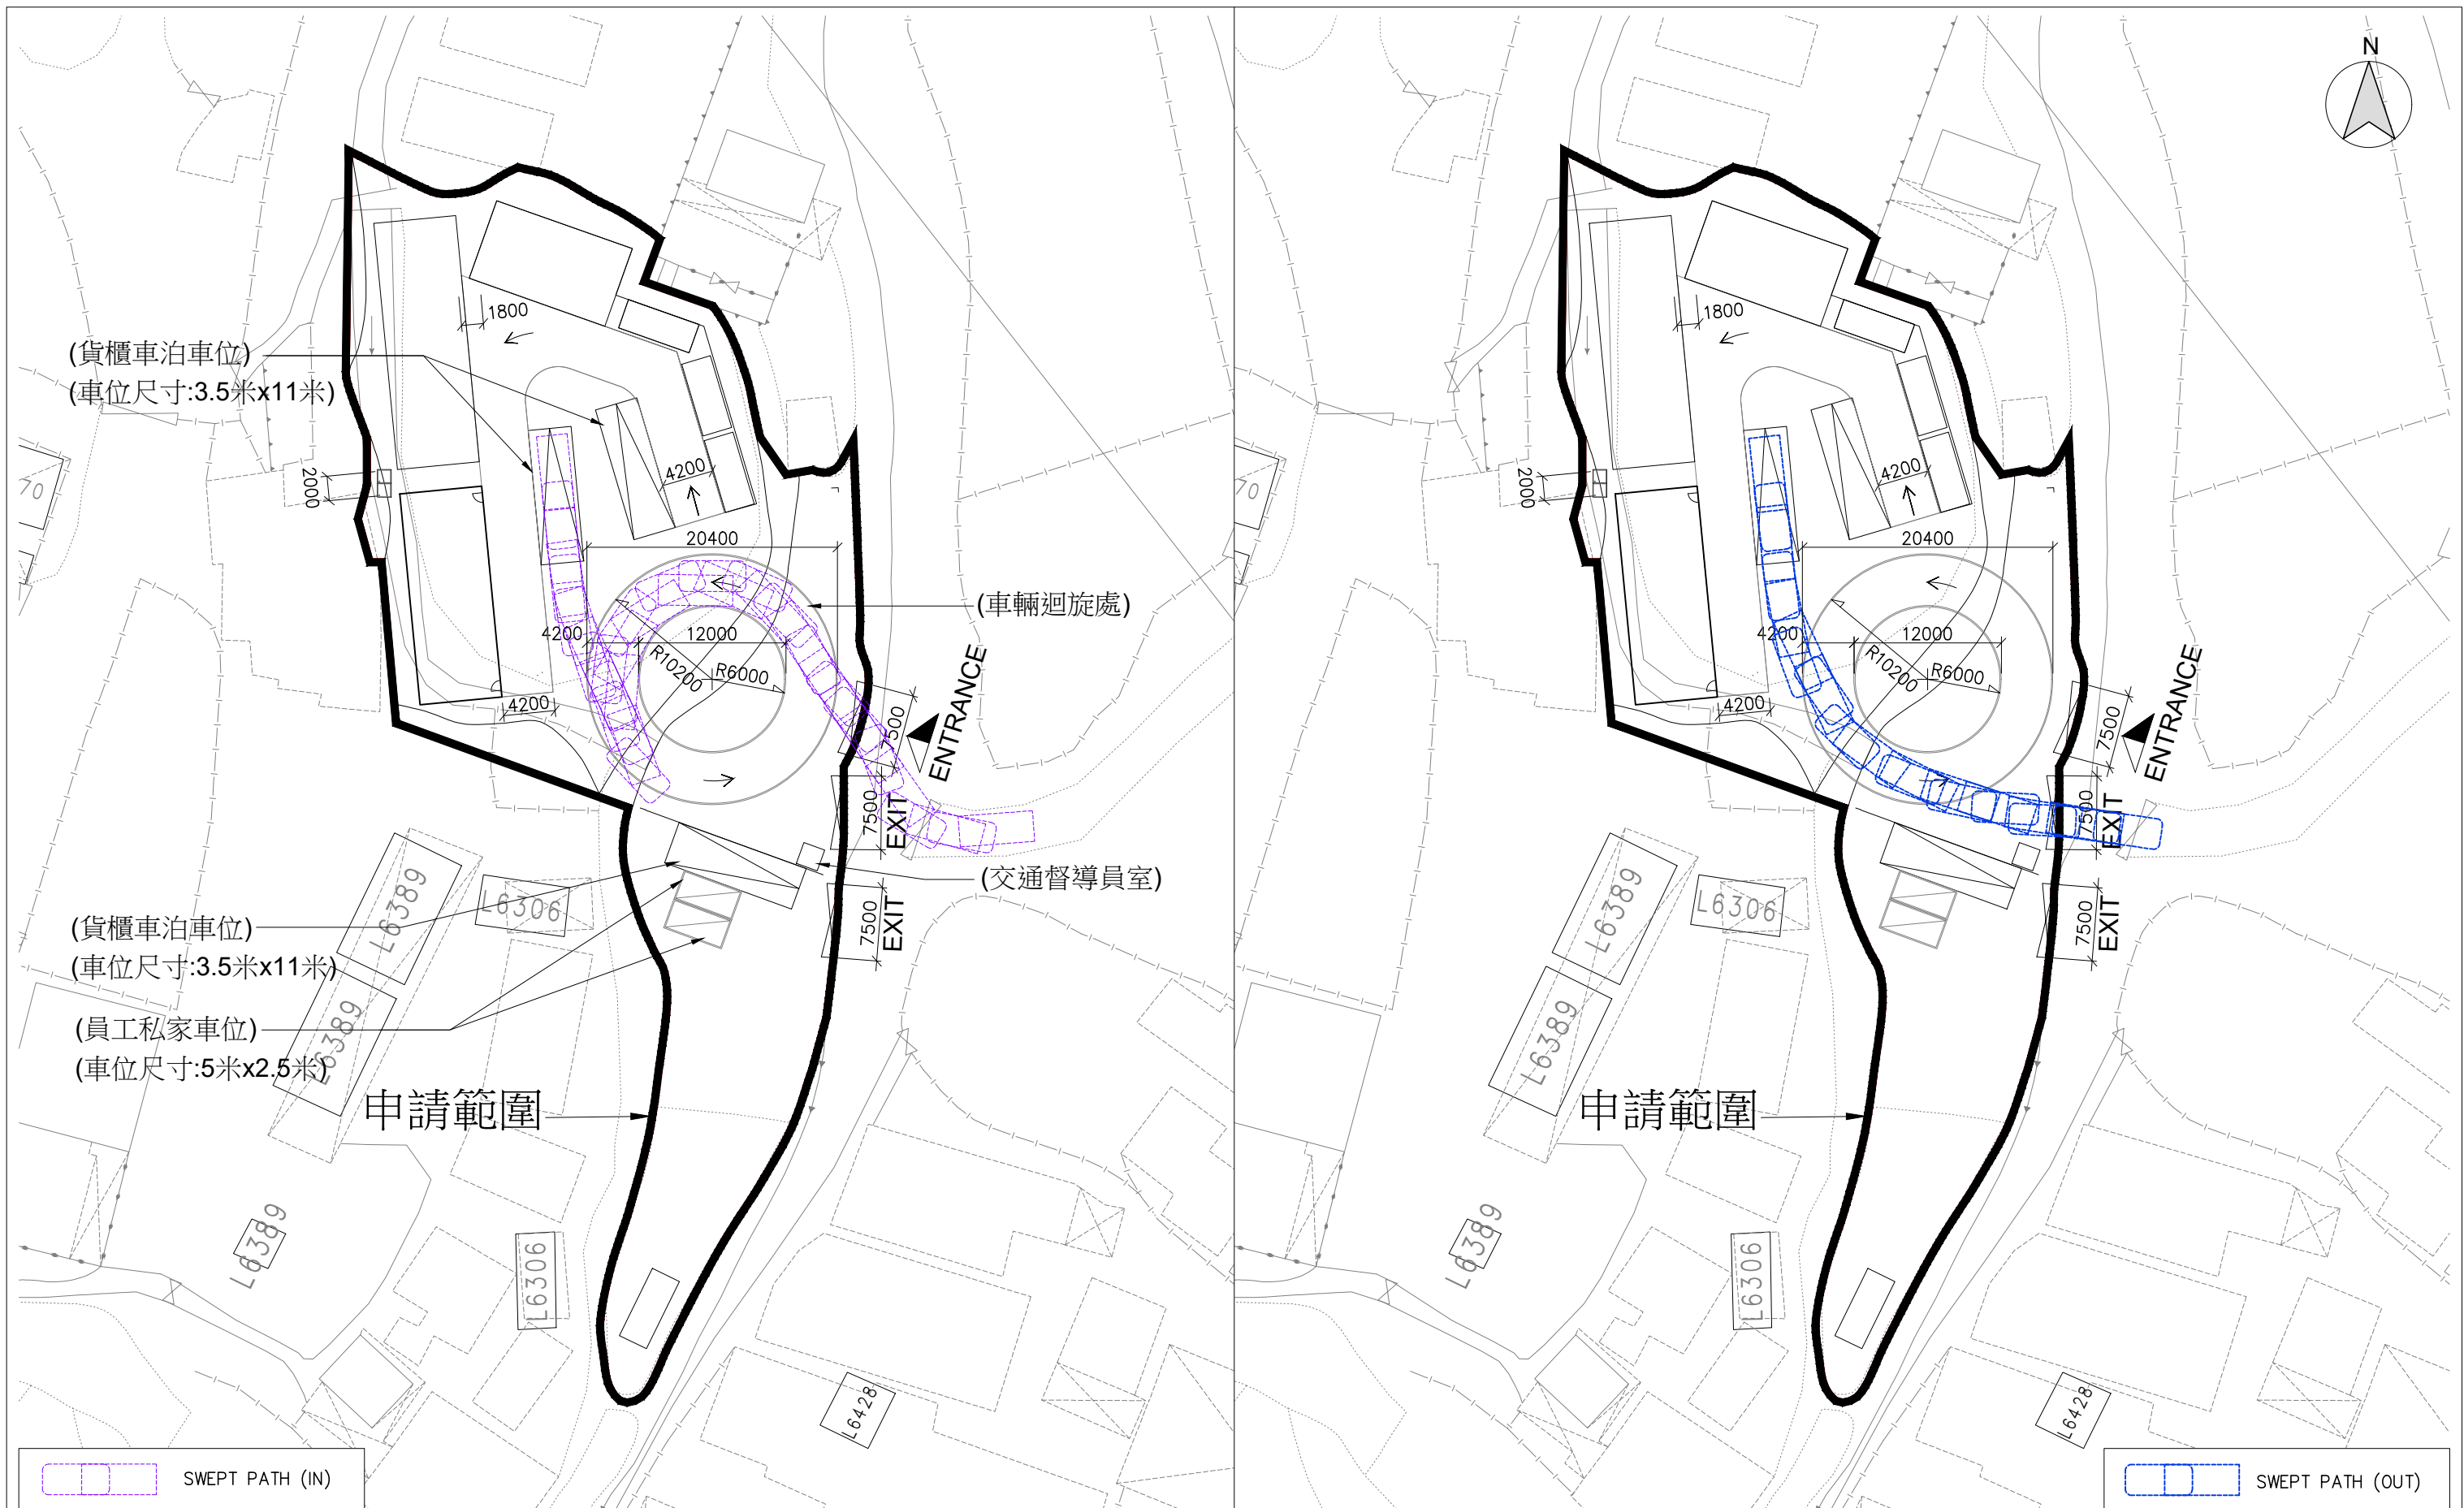 1800
(貨櫃車泊車位)
(車位尺寸:3.5米x11米)
2000
4200
20400
(車輛迴旋處)
4200
12000
R10200
R6000
4200
7500
ENTRANCE
7500
EXIT
(交通督導員室)
7500
EXIT
70
L6389
L6306
(貨櫃車泊車位)
(車位尺寸:3.5米x11米)
(員工私家車位)
(車位尺寸:5米x2.5米)
L6389
申請範圍
L6389
L6306
L6428
SWEPT PATH (IN)
N
1800
2000
4200
20400
4200
12000
R10200
R6000
4200
7500
ENTRANCE
7500
EXIT
7500
EXIT
70
L6389
L6306
L6389
申請範圍
L6389
L6306
L6428
SWEPT PATH (OUT)